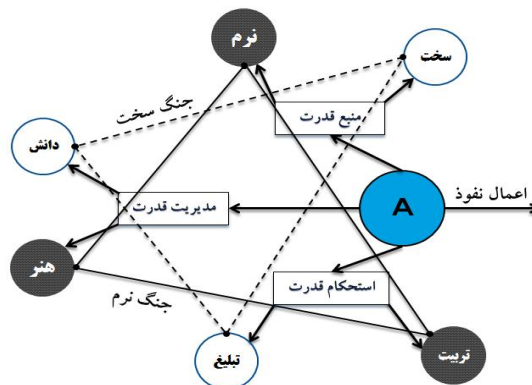 نرم
سخت
جنگ سخت
منبع قدرت
دانش
مدیریت قدرت
A
اعمال نفوذ
هنر
استحکام قدرت
جنگ نرم
تبلیغ
تربیت